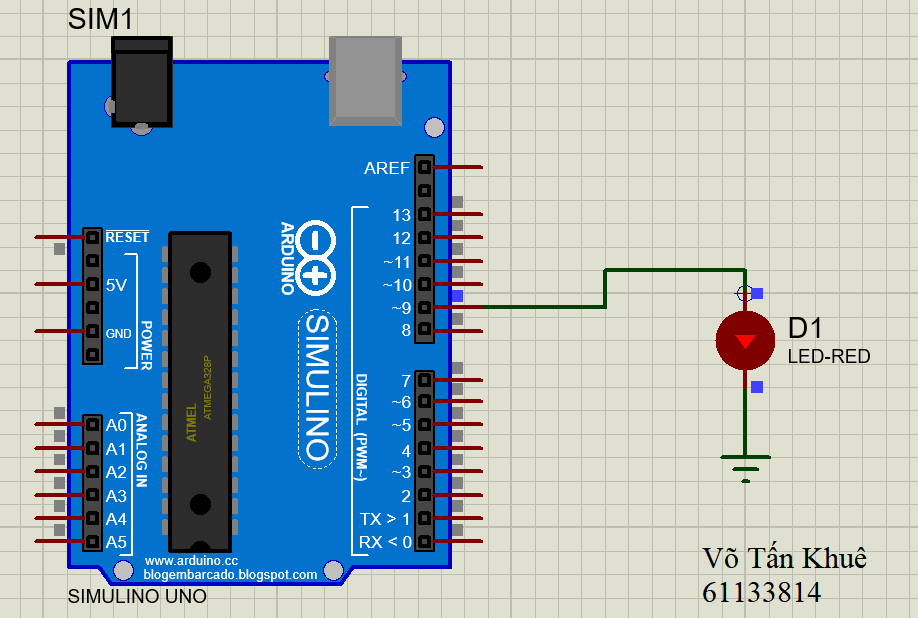 SIM1
AREF
13
12
~11
~10
~9
8
RESET
5V
GND
POWER
ARDUINO
SIMULINO
ATMEL
ATMEGA328P
DIGITAL (PWM~)
7
~6
~5
4
~3
2
TX > 1
RX < 0
A0
A1
A2
A3
A4
A5
ANALOG IN
www.arduino.cc
blogembarcado.blogspot.com
SIMULINO UNO
D1
LED-RED
Võ Tấn Khuê
61133814